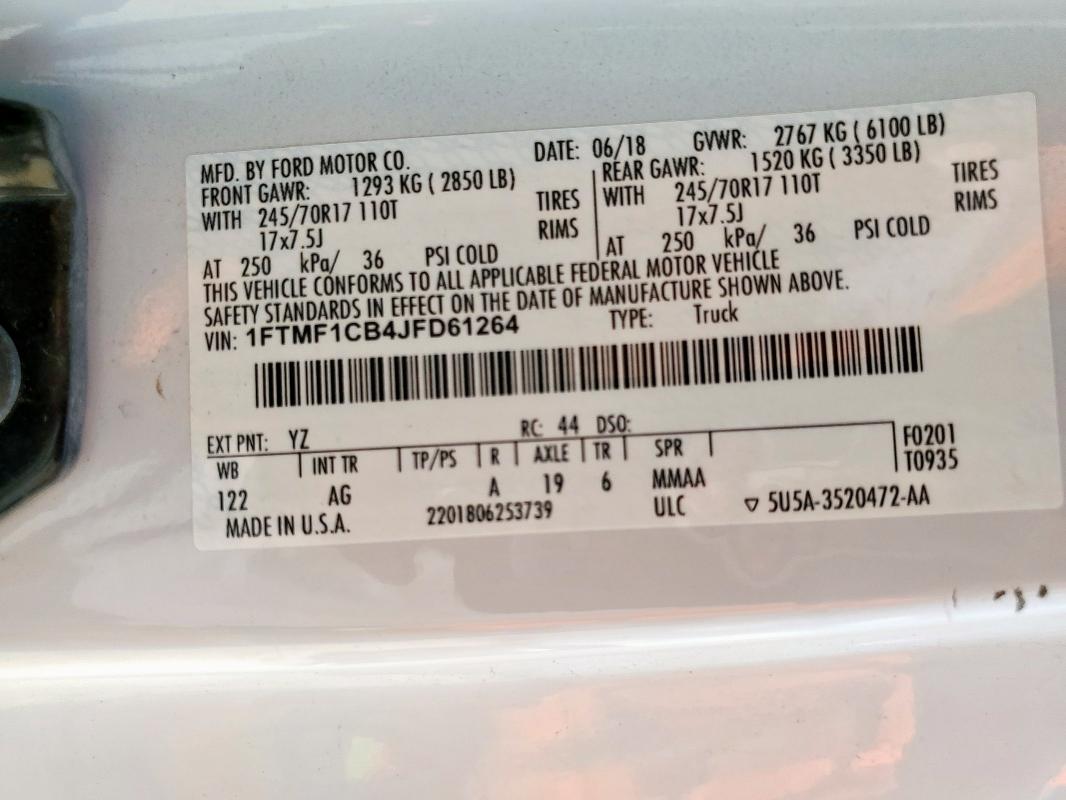 MFD. BY FORD MOTOR CO. DATE: 06/18 GVWR: 2767 KG ( 6100 LB)
FRONT GAWR: 1293 KG ( 2850 LB) REAR GAWR: 1520 KG ( 3350 LB)
WITH 245/70R17 110T TIRES WITH 245/70R17 110T TIRES
17x7.5J RIMS 17x7.5J RIMS
AT 250 kPa/ 36 PSI COLD AT 250 kPa/ 36 PSI COLD
THIS VEHICLE CONFORMS TO ALL APPLICABLE FEDERAL MOTOR VEHICLE
SAFETY STANDARDS IN EFFECT ON THE DATE OF MANUFACTURE SHOWN ABOVE.
VIN: 1FTMF1CB4JFD61264 TYPE: Truck
EXT PNT: YZ RC: 44 DSO:
WB INT TR TP/PS R AXLE TR SPR F0201
122 AG A 19 6 MMAA T0935
MADE IN U.S.A. 2201806253739 ULC ▽ 5U5A-3520472-AA